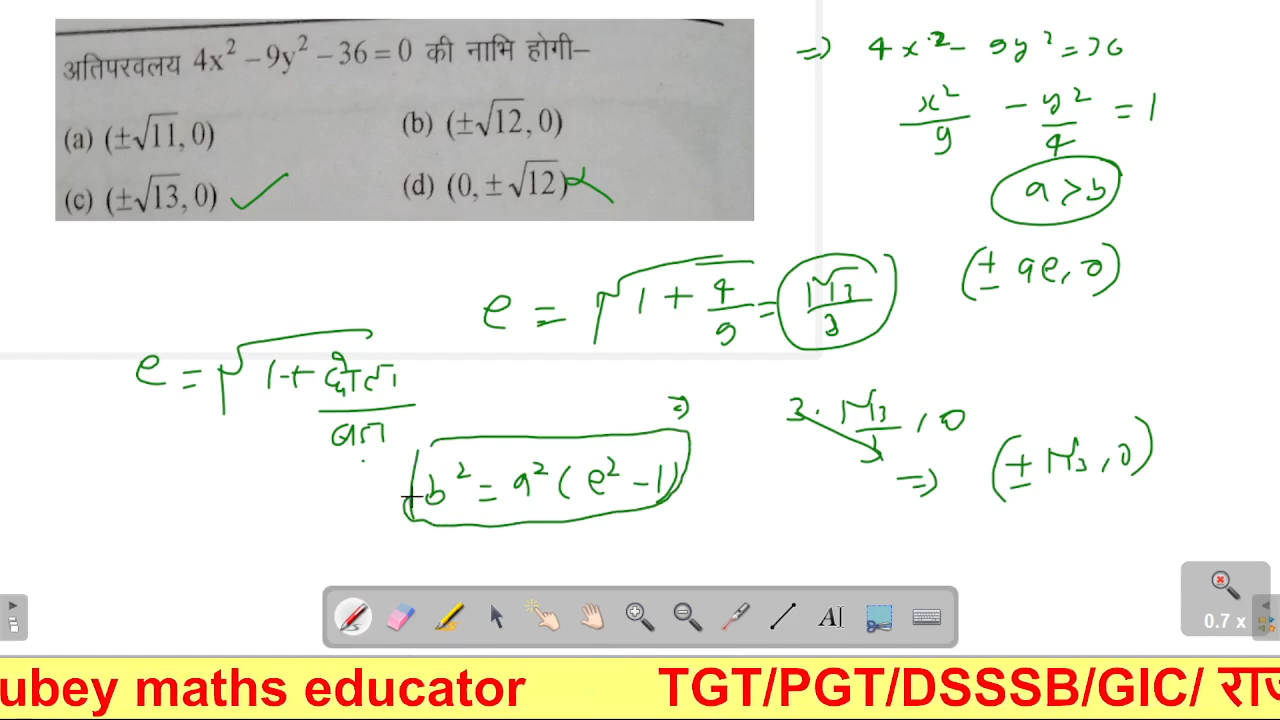 अतिपरवलय 4x² − 9y² − 36 = 0 की नाभि होगी–
(a) (±√11, 0)
(b) (±√12, 0)
(c) (±√13, 0)
(d) (0, ±√12)
=> 4x² − 9y² = 36
x²/9 − y²/4 = 1
a > b
(± ae, 0)
e = √1 + 4/9 = √13/3
e = √1+ छोटा/बड़ा
=>
b² = a² (e² − 1)
3 · √13/3 , 0
=> (± √13, 0)
0.7 x
ubey maths educator TGT/PGT/DSSSB/GIC/ राज